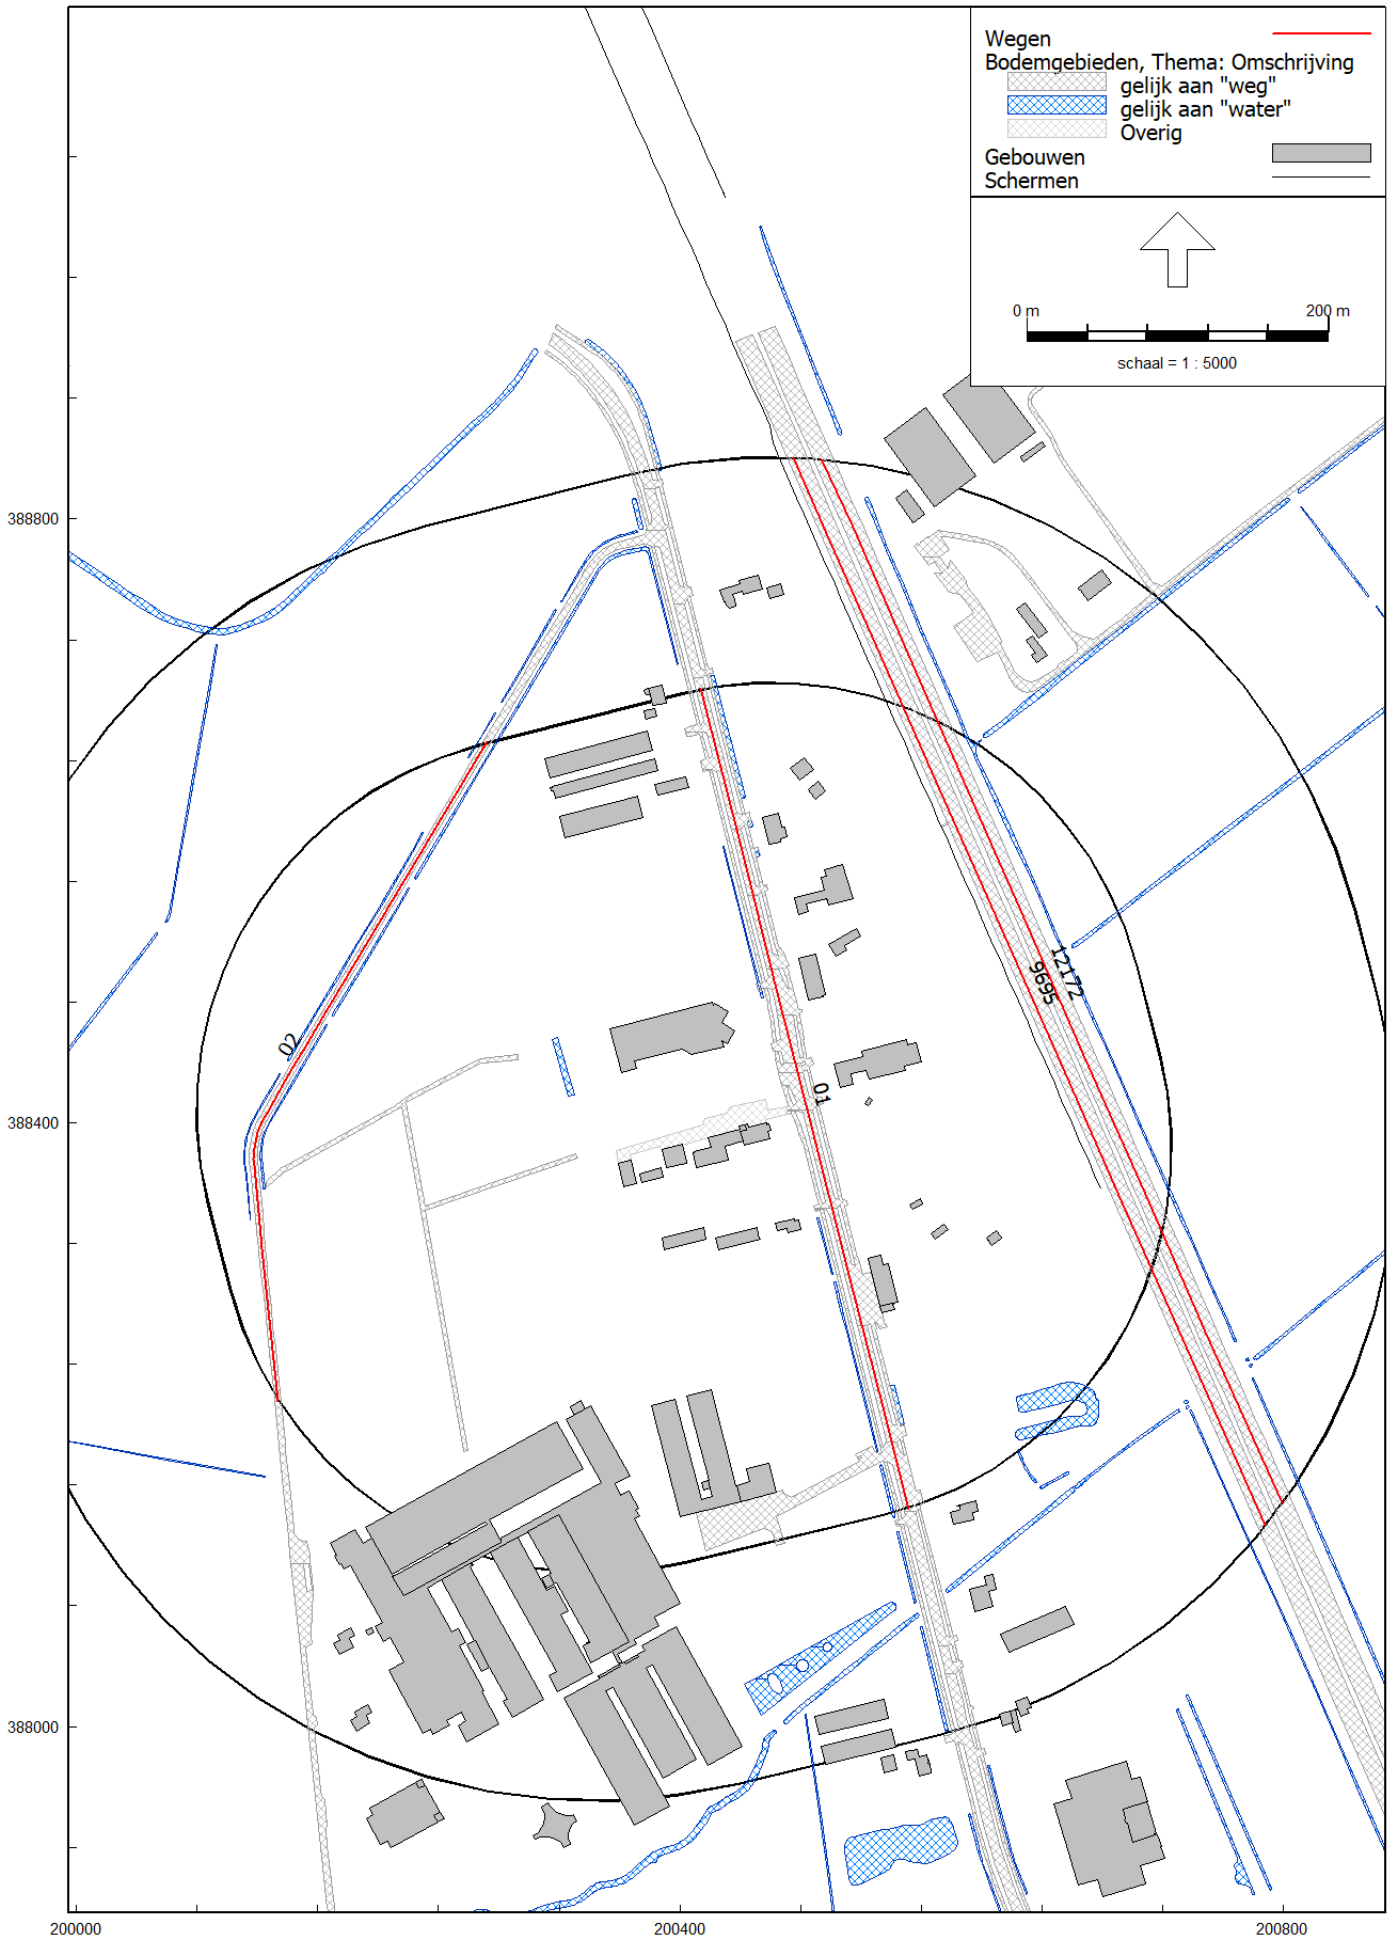 Wegen
Bodemgebieden, Thema: Omschrijving
gelijk aan "weg"
gelijk aan "water"
Overig
Gebouwen
Schermen
0 m 200 m
schaal = 1 : 5000
388800
12172
9695
02
01
388400
388000
200000 200400 200800